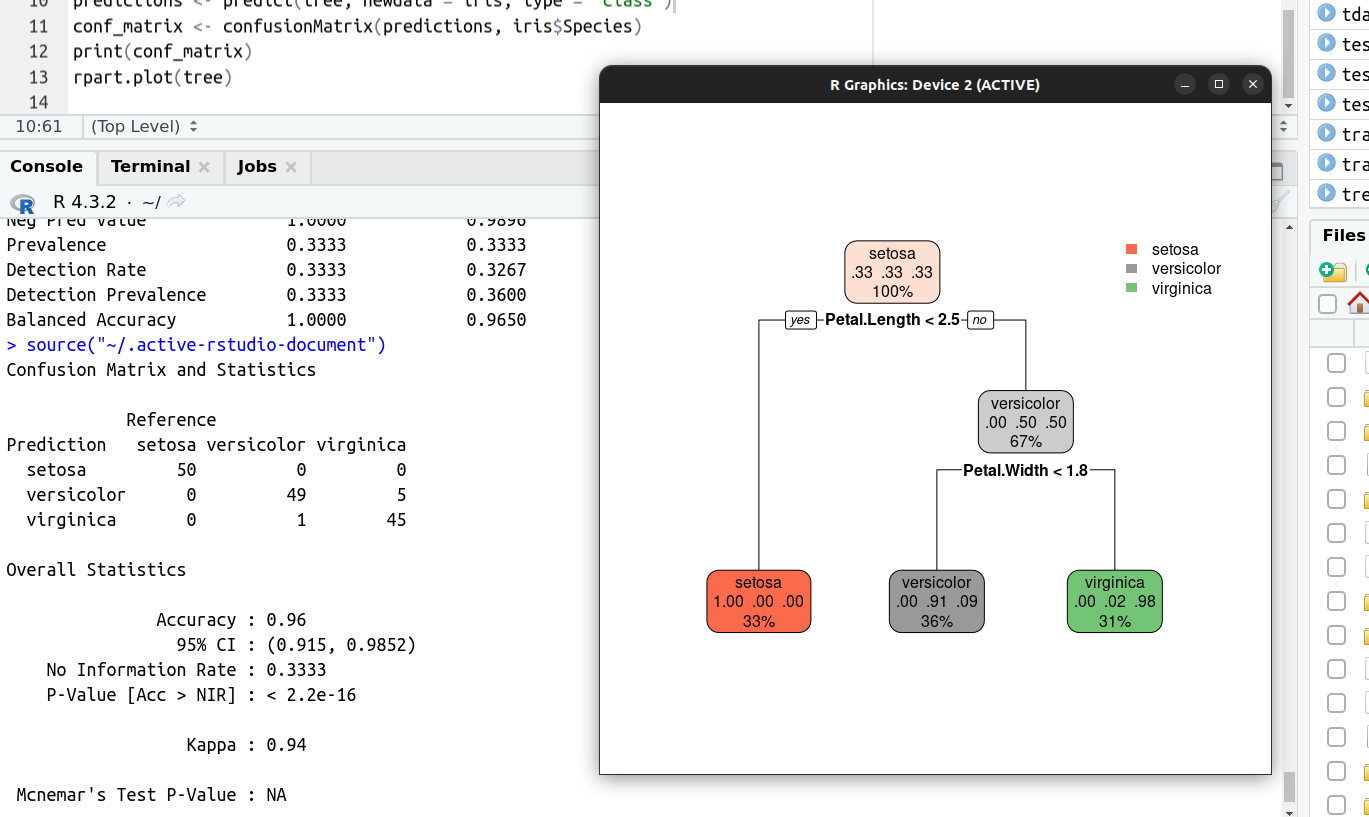 10 predictions <- predict(tree, newdata = iris, type = "class")
11 conf_matrix <- confusionMatrix(predictions, iris$Species)
12 print(conf_matrix)
13 rpart.plot(tree)
14
10:61 (Top Level)
Console Terminal Jobs
R 4.3.2 · ~/
Neg Pred Value 1.0000 0.9896
Prevalence 0.3333 0.3333
Detection Rate 0.3333 0.3267
Detection Prevalence 0.3333 0.3600
Balanced Accuracy 1.0000 0.9650
> source("~/.active-rstudio-document")
Confusion Matrix and Statistics
Reference
Prediction setosa versicolor virginica
setosa 50 0 0
versicolor 0 49 5
virginica 0 1 45
Overall Statistics
Accuracy : 0.96
95% CI : (0.915, 0.9852)
No Information Rate : 0.3333
P-Value [Acc > NIR] : < 2.2e-16
Kappa : 0.94
Mcnemar's Test P-Value : NA
R Graphics: Device 2 (ACTIVE)
setosa
.33 .33 .33
100%
yes Petal.Length < 2.5 no
versicolor
.00 .50 .50
67%
Petal.Width < 1.8
setosa
1.00 .00 .00
33%
versicolor
.00 .91 .09
36%
virginica
.00 .02 .98
31%
setosa
versicolor
virginica
tda
tes
tes
tes
tra
tra
tre
Files